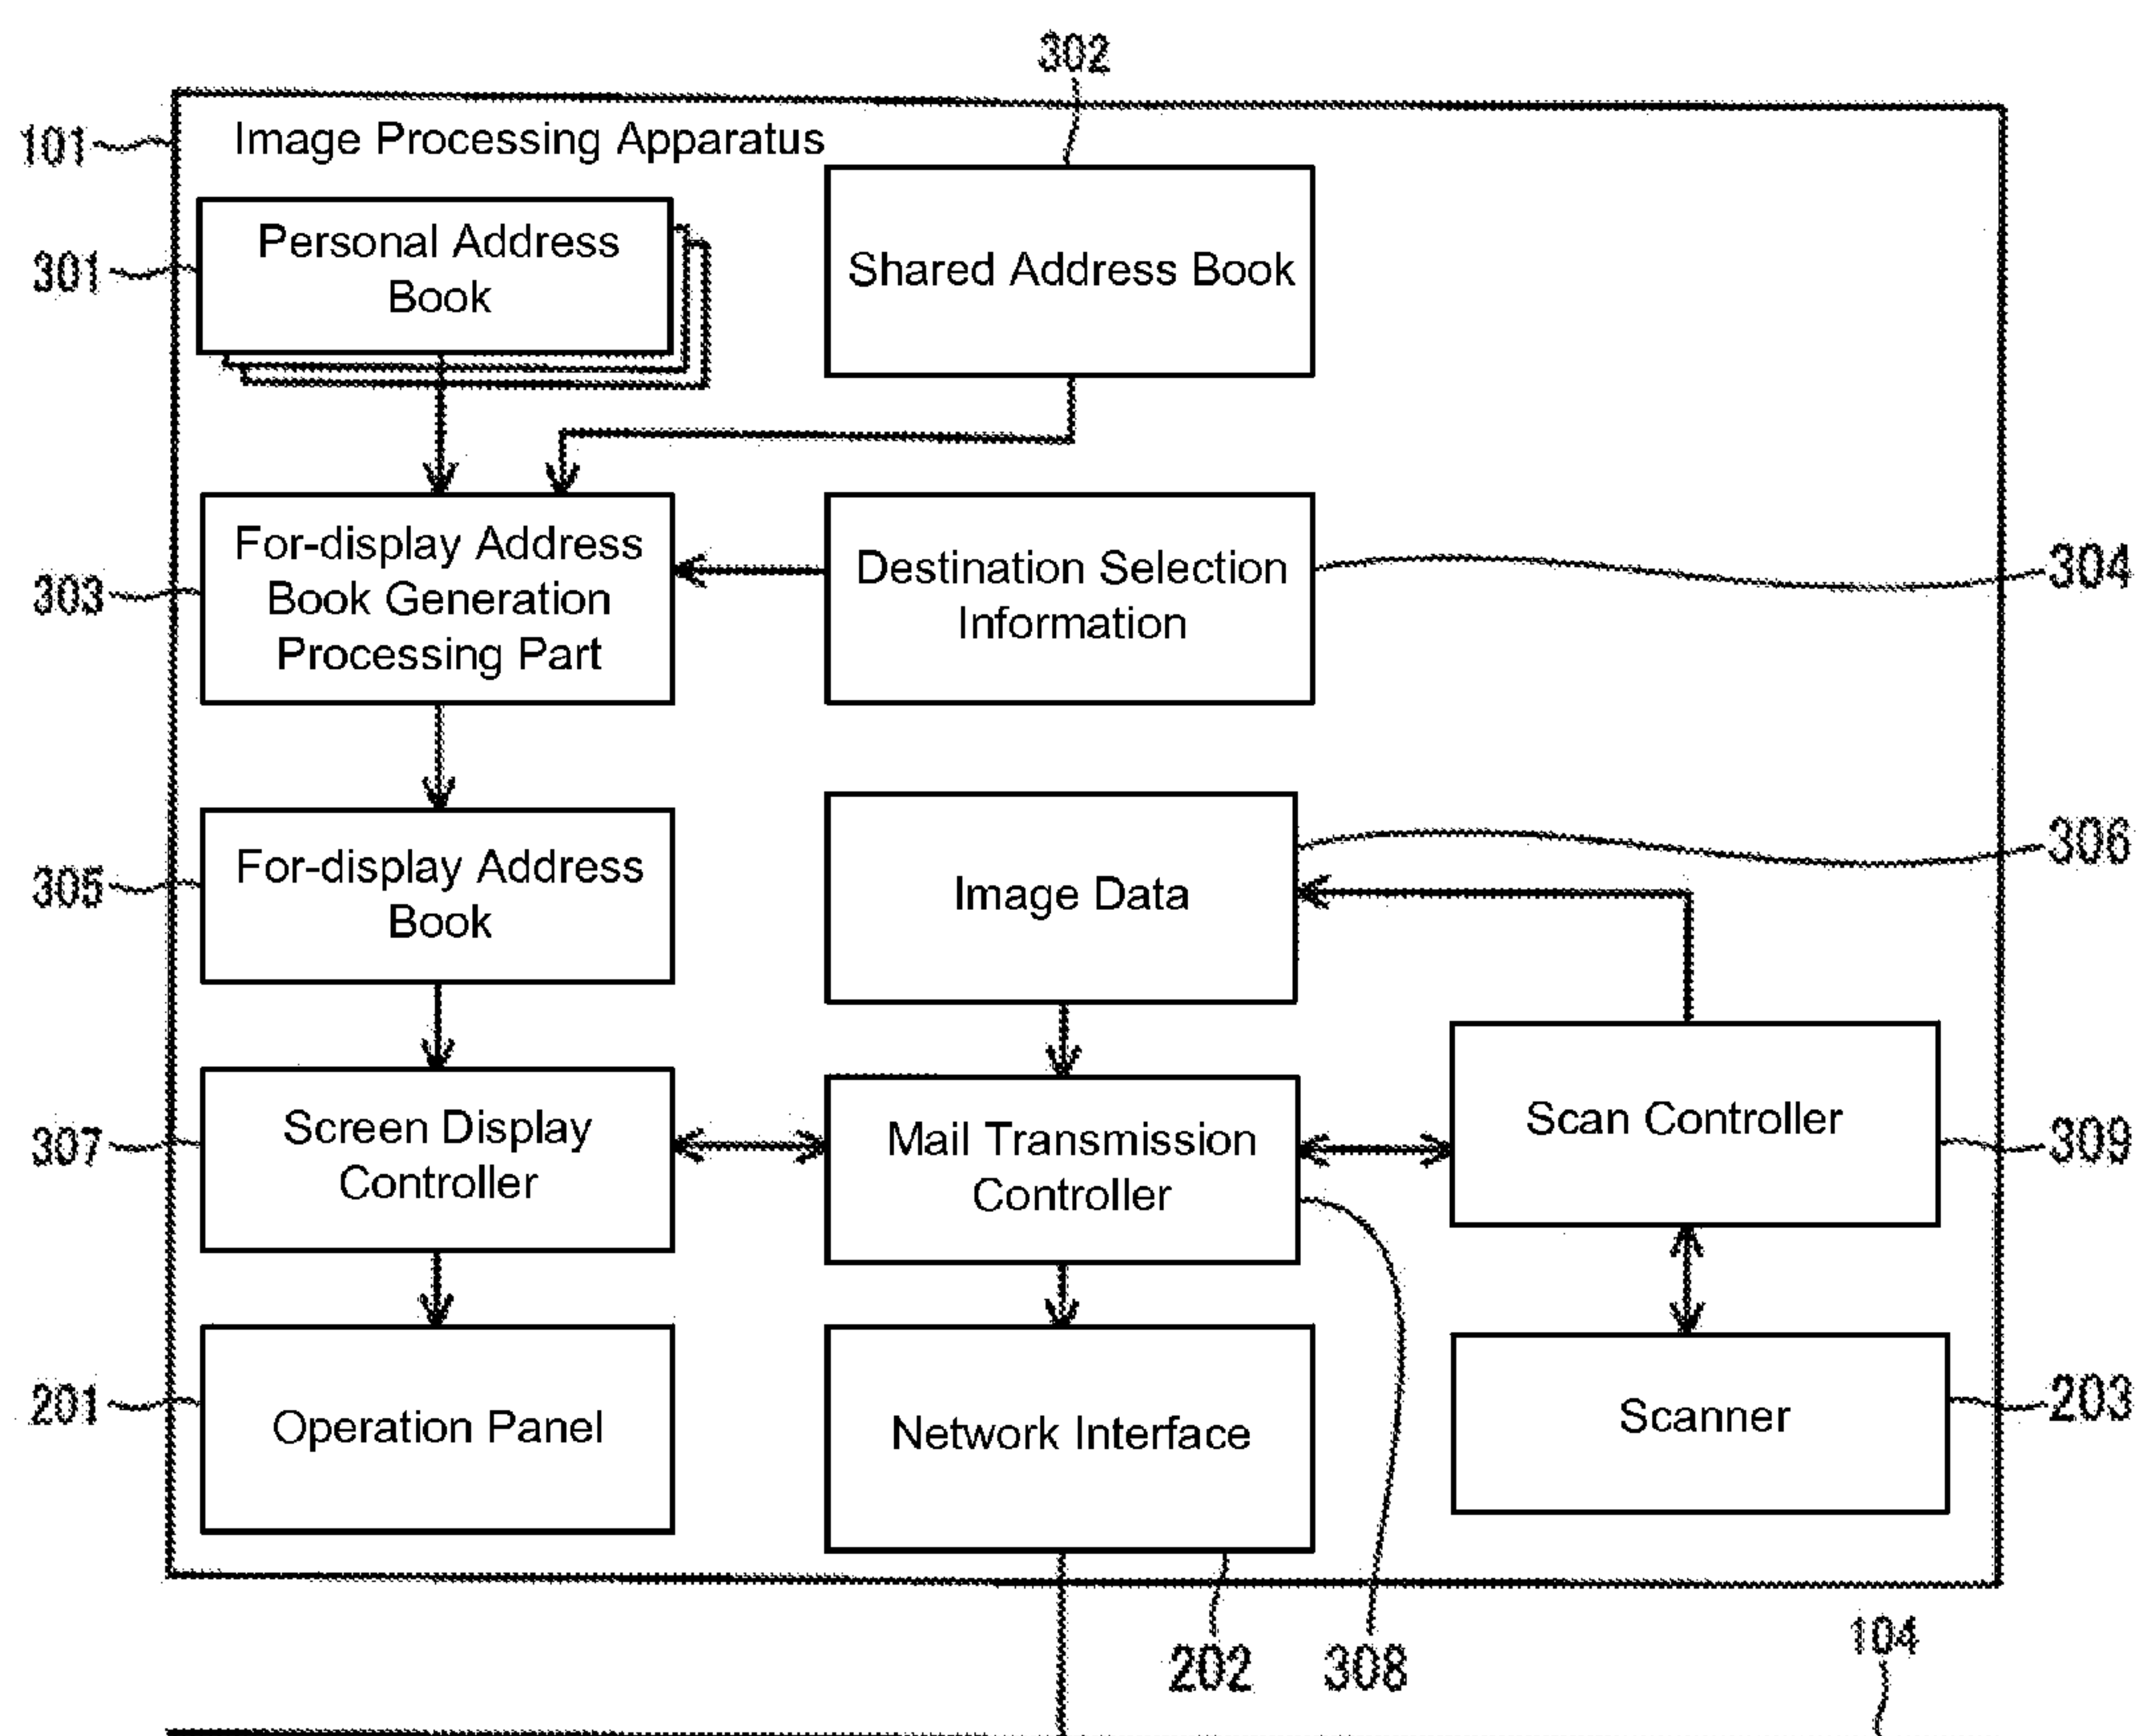 302
101
Image Processing Apparatus
Personal Address
Book
301
Shared Address Book
For-display Address
Book Generation
Processing Part
303
Destination Selection
Information
304
For-display Address
Book
305
Image Data
306
Screen Display
Controller
307
Mail Transmission
Controller
Scan Controller
309
Operation Panel
201
Network Interface
Scanner
203
202
308
104